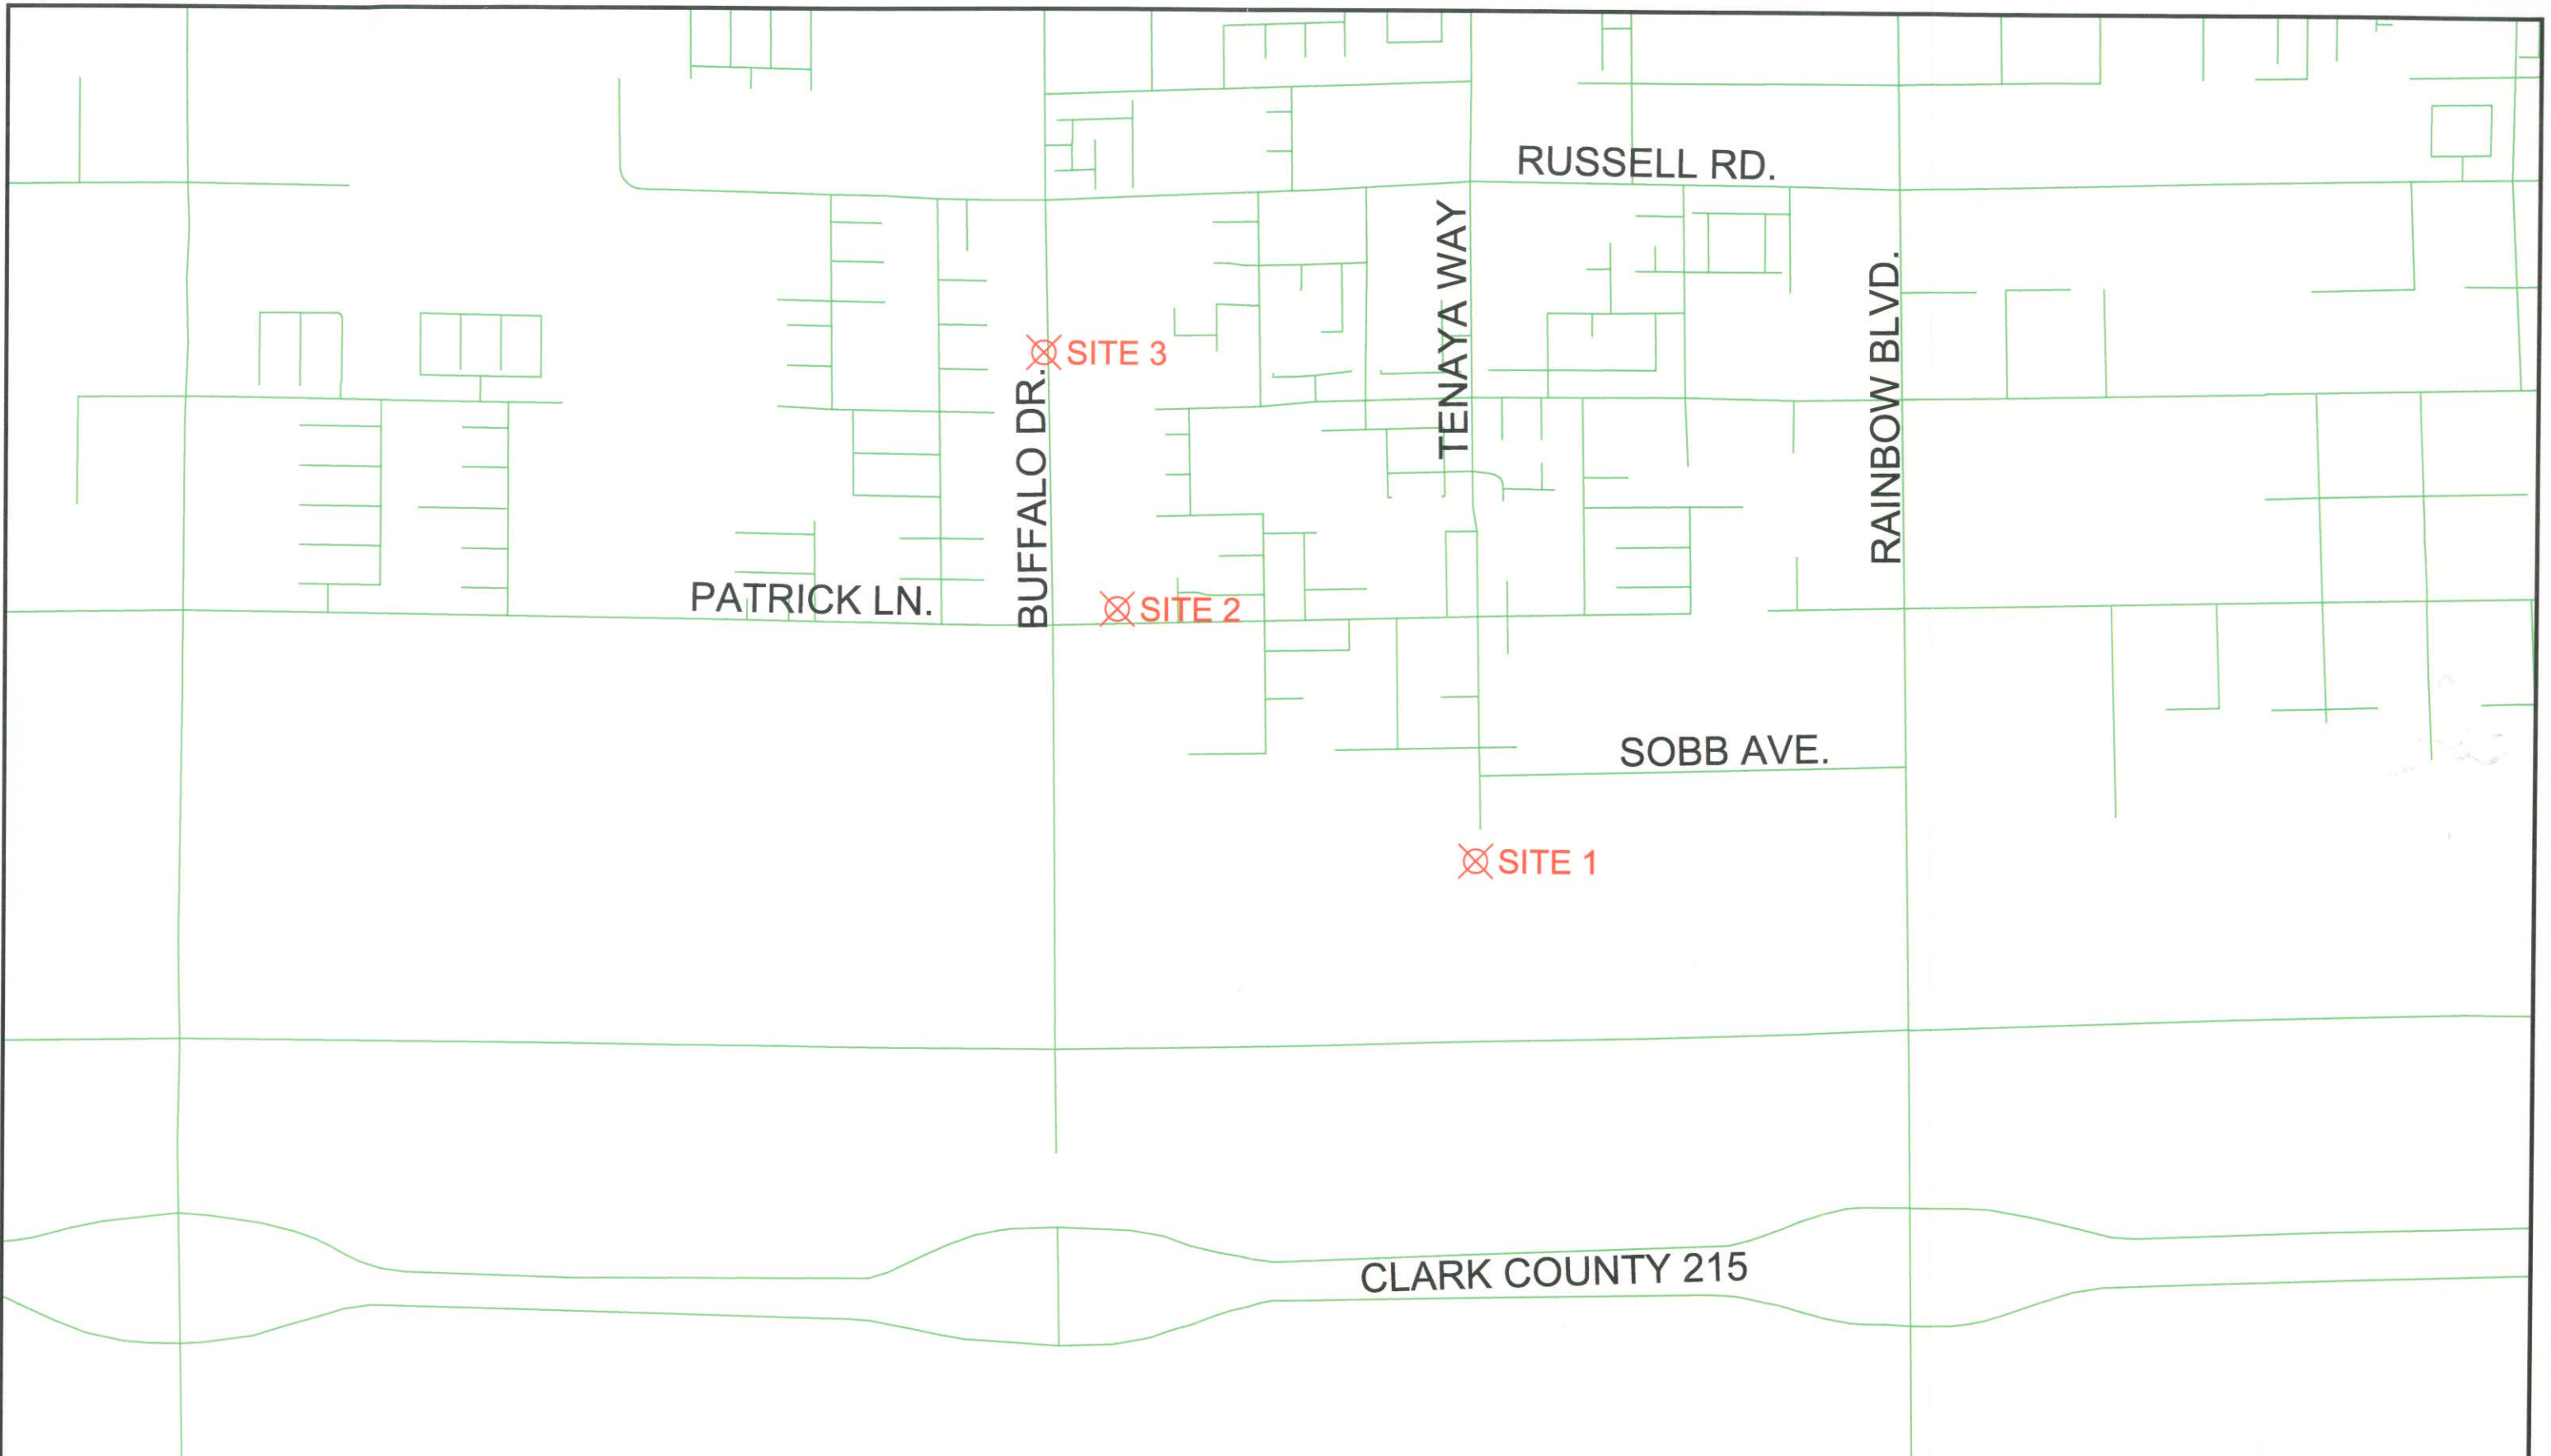 RUSSELL RD.
TENAYA WAY
RAINBOW BLVD.
SITE 3
BUFFALO DR.
PATRICK LN.
SITE 2
SOBB AVE.
SITE 1
CLARK COUNTY 215